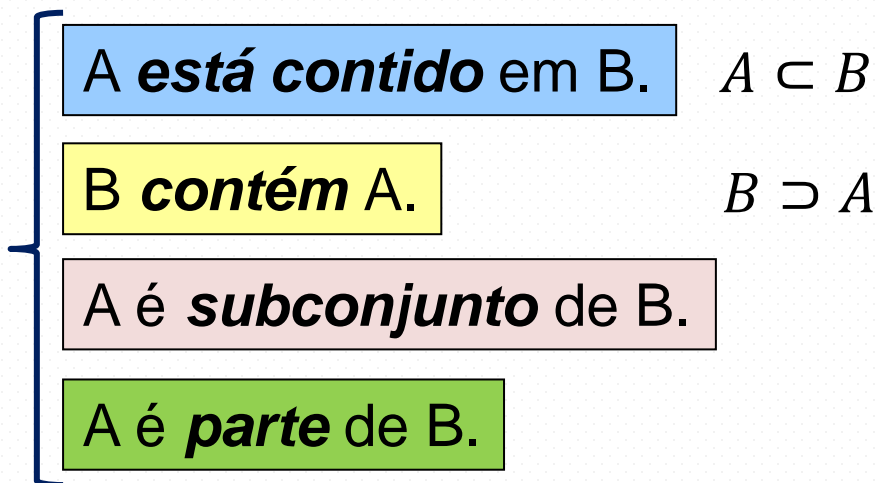 A está contido em B. A ⊂ B
B contém A. B ⊃ A
A é subconjunto de B.
A é parte de B.